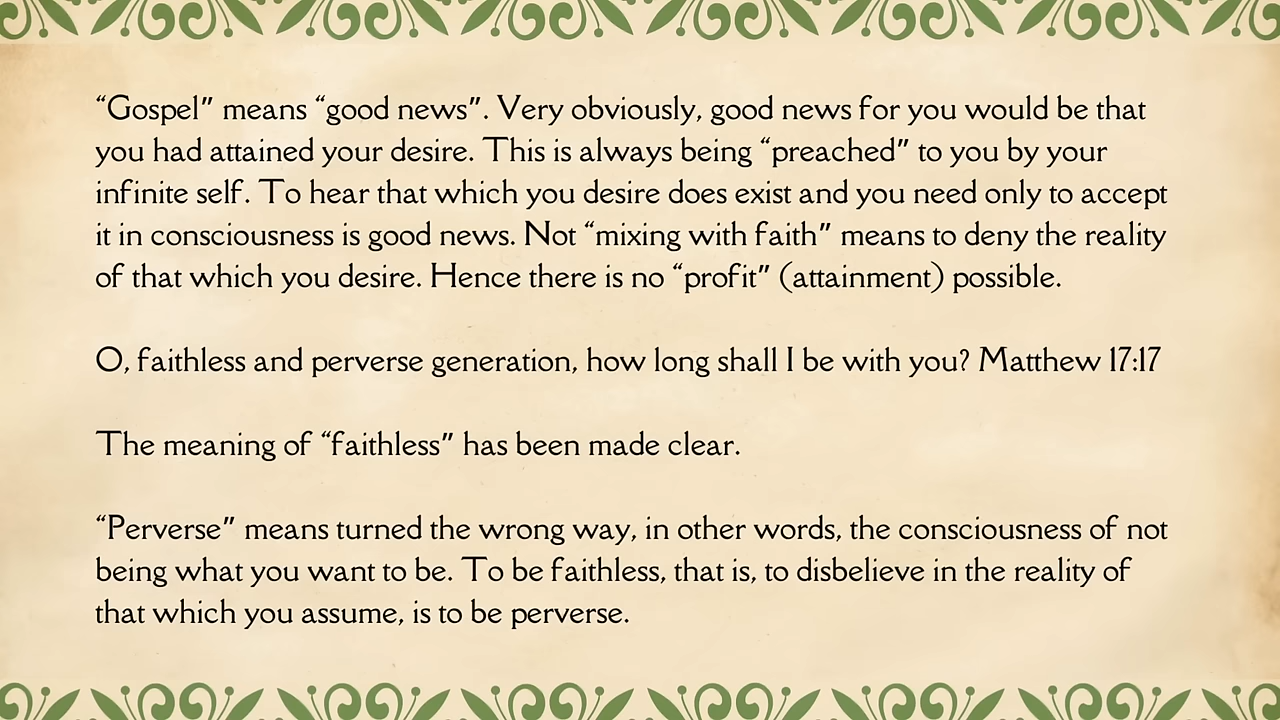 “Gospel” means “good news”. Very obviously, good news for you would be that
you had attained your desire. This is always being “preached” to you by your
infinite self. To hear that which you desire does exist and you need only to accept
it in consciousness is good news. Not “mixing with faith” means to deny the reality
of that which you desire. Hence there is no “profit” (attainment) possible.
O, faithless and perverse generation, how long shall I be with you? Matthew 17:17
The meaning of “faithless” has been made clear.
“Perverse” means turned the wrong way, in other words, the consciousness of not
being what you want to be. To be faithless, that is, to disbelieve in the reality of
that which you assume, is to be perverse.